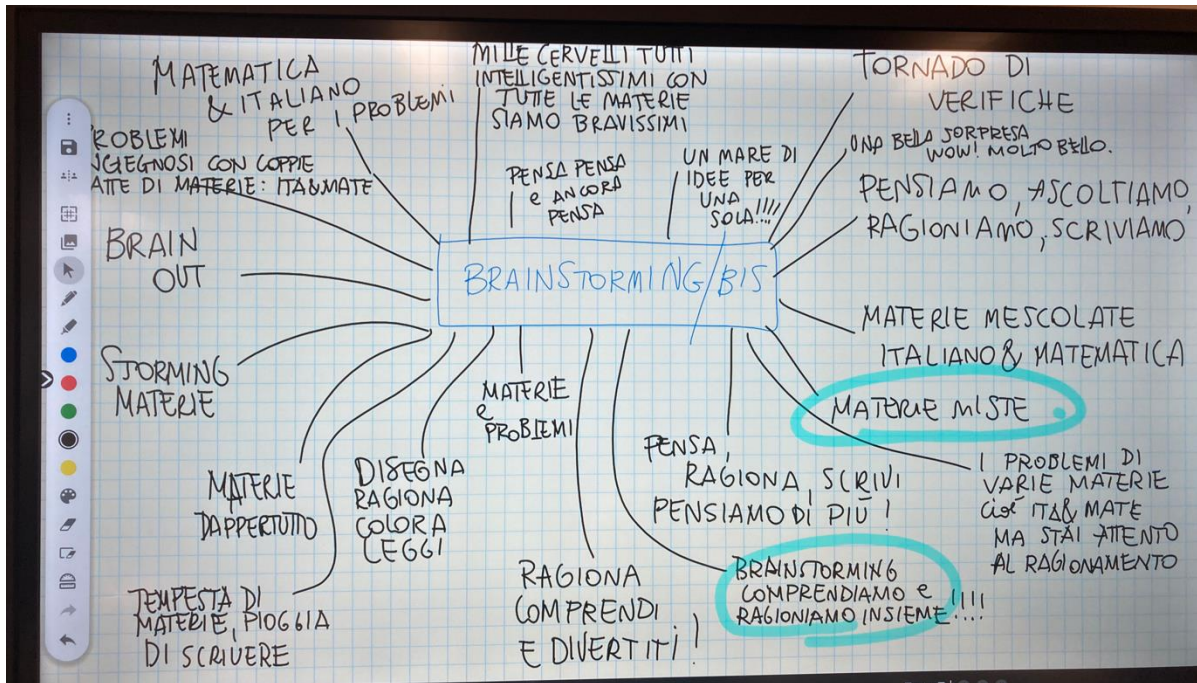 MATEMATICA
& ITALIANO
PER I PROBLEMI
MILLE CERVELLI TUTTI
INTELLIGENTISSIMI CON
TUTTE LE MATERIE
SIAMO BRAVISSIMI
TORNADO DI
VERIFICHE
ROBLEMI
NGEGNOSI CON COPPIE
ATTE DI MATERIE: ITA&MATE
PENSA PENSA
e ANCORA
PENSA
UN MARE DI
IDEE PER
UNA
SOLA!!!!
UNA BELLA SORPRESA
WOW! MOLTO BELLO.
PENSIAMO, ASCOLTIAMO,
RAGIONIAMO, SCRIVIAMO
BRAIN
OUT
BRAINSTORMING/BIS
MATERIE MESCOLATE
ITALIANO & MATEMATICA
STORMING
MATERIE
MATERIE
e
PROBLEMI
MATERIE MISTE.
MATERIE
DAPPERTUTTO
DISEGNA
RAGIONA
COLORA
LEGGI
PENSA,
RAGIONA, SCRIVI
PENSIAMO DI PIÙ!
I PROBLEMI DI
VARIE MATERIE
cioè ITA& MATE
MA STAI ATTENTO
AL RAGIONAMENTO
TEMPESTA DI
MATERIE, PIOGGIA
DI SCRIVERE
RAGIONA
COMPRENDI
E DIVERTITI!
BRAINSTORMING
COMPRENDIAMO e
RAGIONIAMO INSIEME!!!!